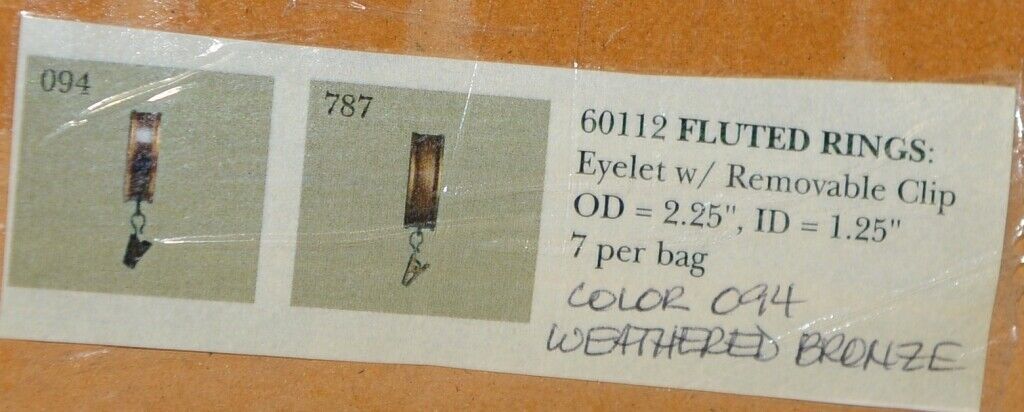 094
787
60112 FLUTED RINGS:
Eyelet w/ Removable Clip
OD = 2.25", ID = 1.25"
7 per bag
COLOR 094
WEATHERED BRONZE